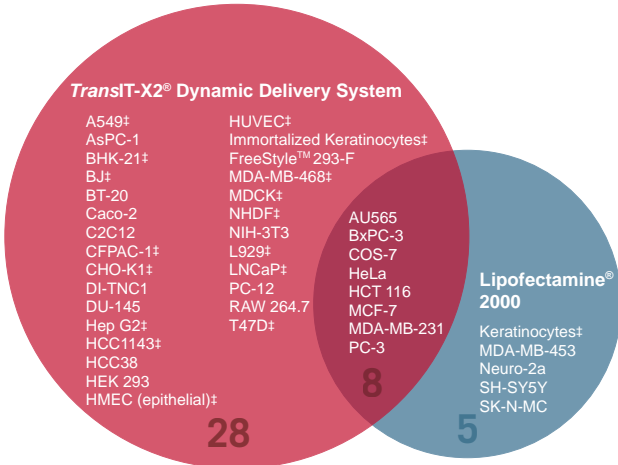 TransIT-X2® Dynamic Delivery System
A549‡
AsPC-1
BHK-21‡
BJ‡
BT-20
Caco-2
C2C12
CFPAC-1‡
CHO-K1‡
DI-TNC1
DU-145
Hep G2‡
HCC1143‡
HCC38
HEK 293
HMEC (epithelial)‡
HUVEC‡
Immortalized Keratinocytes‡
FreeStyle™ 293-F
MDA-MB-468‡
MDCK‡
NHDF‡
NIH-3T3
L929‡
LNCaP‡
PC-12
RAW 264.7
T47D‡
28
AU565
BxPC-3
COS-7
HeLa
HCT 116
MCF-7
MDA-MB-231
PC-3
8
Lipofectamine®
2000
Keratinocytes‡
MDA-MB-453
Neuro-2a
SH-SY5Y
SK-N-MC
5